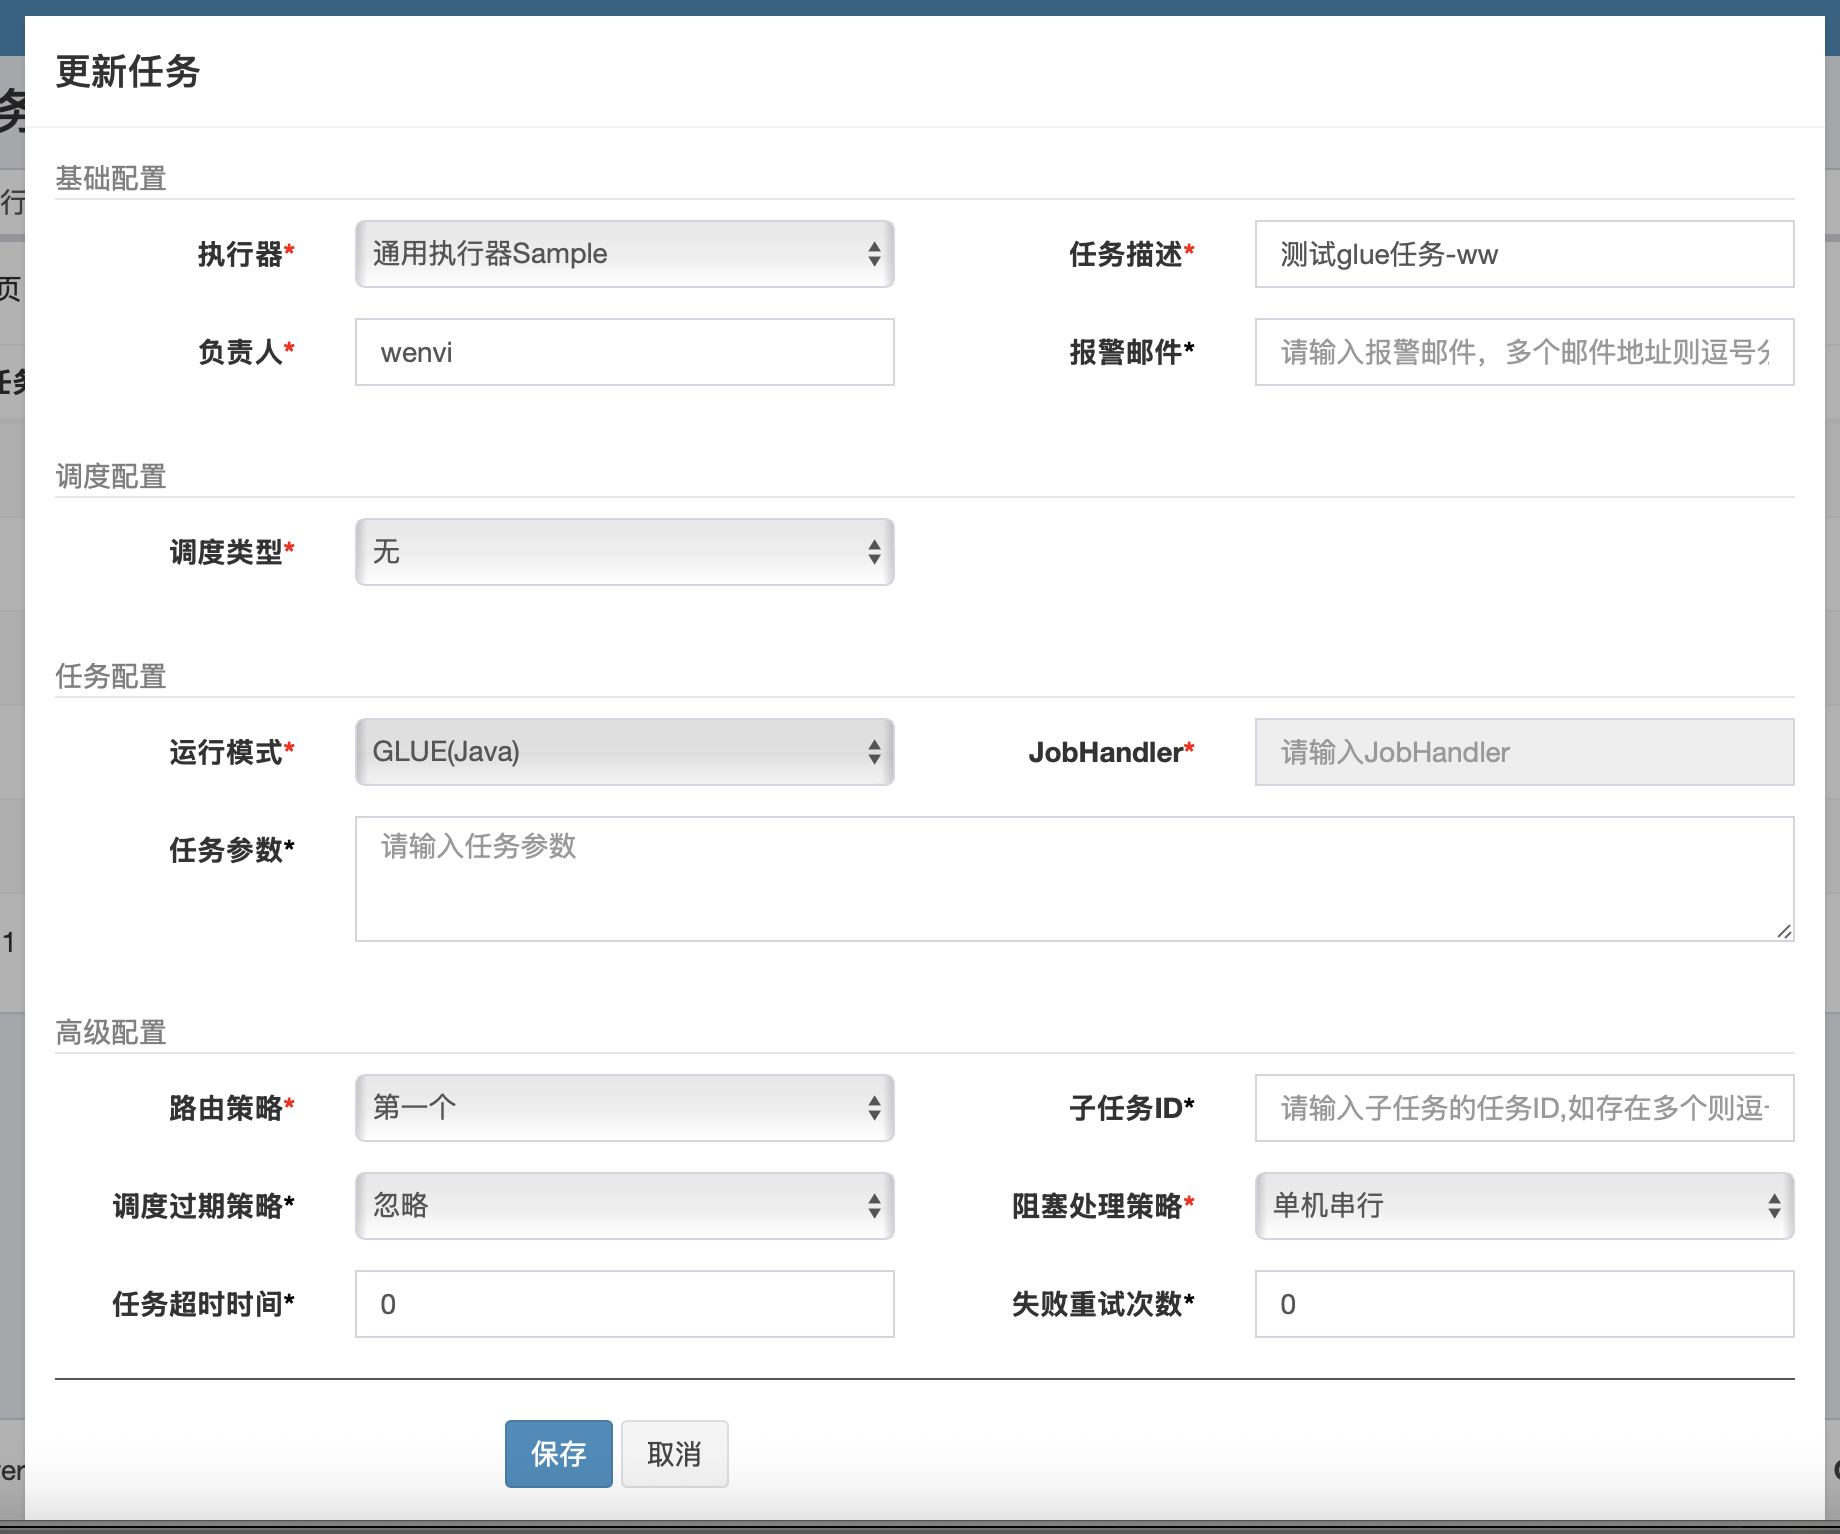 更新任务
基础配置
执行器* 通用执行器Sample 任务描述* 测试glue任务-ww
负责人* wenvi 报警邮件* 请输入报警邮件，多个邮件地址则逗号分
调度配置
调度类型* 无
任务配置
运行模式* GLUE(Java) JobHandler* 请输入JobHandler
任务参数* 请输入任务参数
高级配置
路由策略* 第一个 子任务ID* 请输入子任务的任务ID,如存在多个则逗
调度过期策略* 忽略 阻塞处理策略* 单机串行
任务超时时间* 0 失败重试次数* 0
保存 取消
务
行
页
任务
1
er